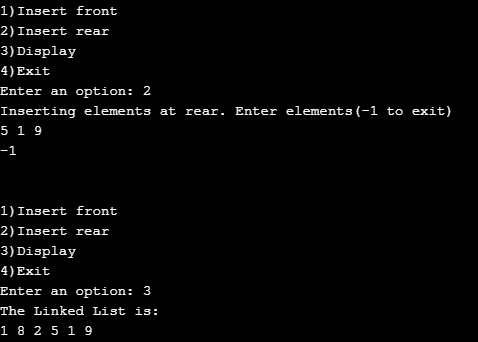 1)Insert front
2)Insert rear
3)Display
4)Exit
Enter an option: 2
Inserting elements at rear. Enter elements(-1 to exit)
5 1 9
-1
1)Insert front
2)Insert rear
3)Display
4)Exit
Enter an option: 3
The Linked List is:
1 8 2 5 1 9